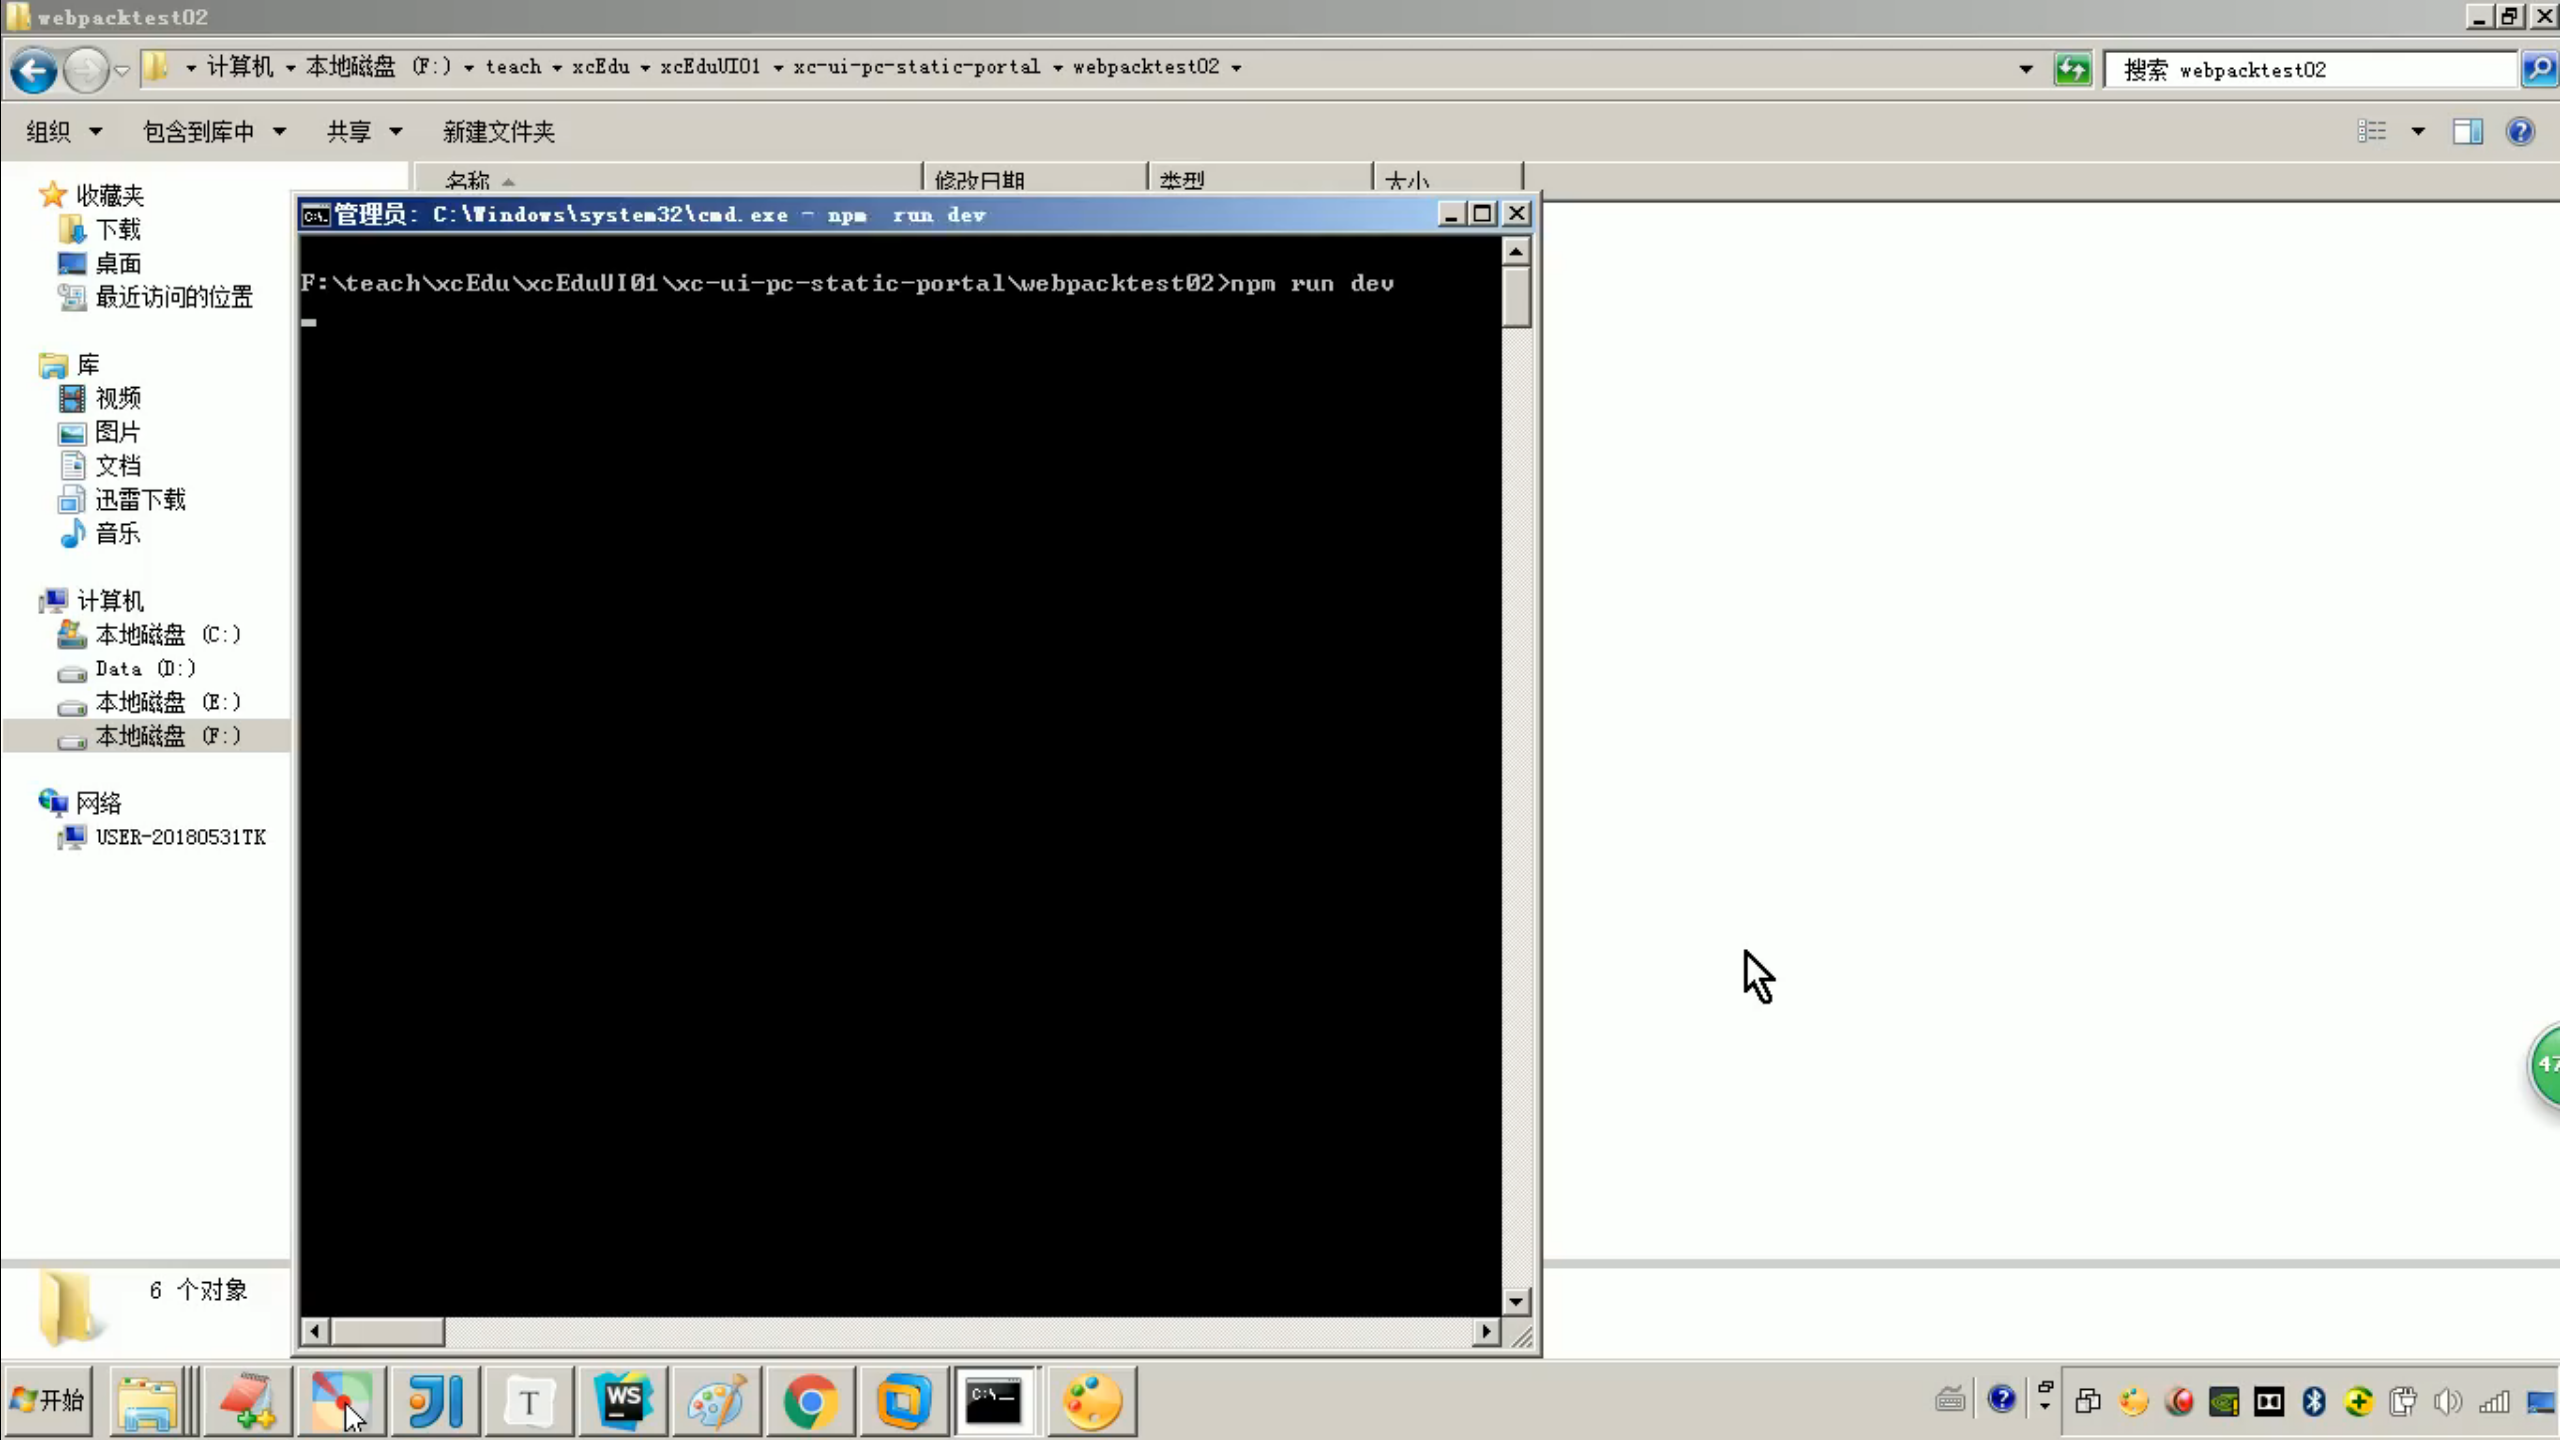 webpacktest02
计算机 本地磁盘 (F:) teach xcEdu xcEduUI01 xc-ui-pc-static-portal webpacktest02
搜索 webpacktest02
组织 包含到库中 共享 新建文件夹
名称 修改日期 类型 大小
收藏夹
下载
桌面
最近访问的位置
库
视频
图片
文档
迅雷下载
音乐
计算机
本地磁盘 (C:)
Data (D:)
本地磁盘 (E:)
本地磁盘 (F:)
网络
USER-20180531TK
管理员: C:\Windows\system32\cmd.exe - npm  run dev
F:\teach\xcEdu\xcEduUI01\xc-ui-pc-static-portal\webpacktest02>npm run dev
47
6 个对象
开始
T
WS
C:\